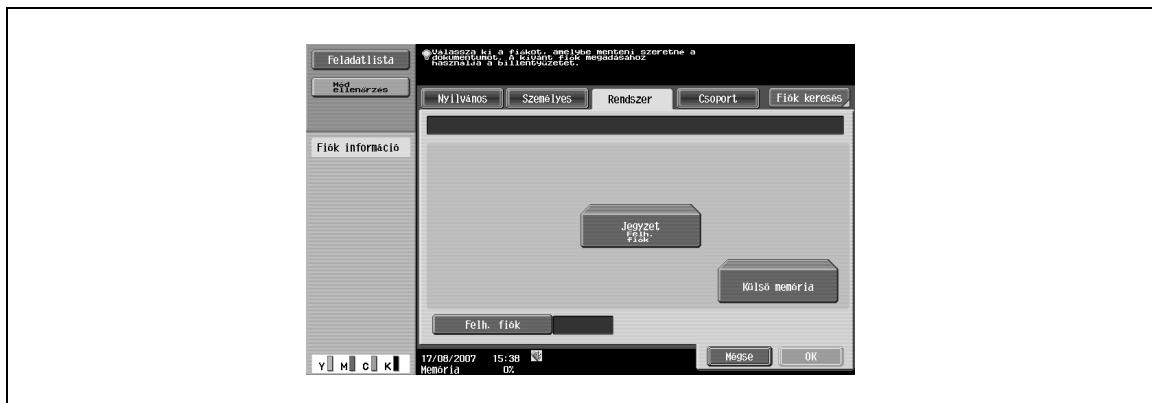 Feladatlista
Mód
ellenőrzés
Válassza ki a fiókot, amelybe menteni szeretné a
dokumentumot. A kívánt fiók megadásához
használja a billentyűzetet.
Nyilvános
Személyes
Rendszer
Csoport
Fiók keresés
Fiók információ
Jegyzet
Felh.
fiók
Külső memória
Felh. fiók
Y M C K
17/08/2007 15:38
Memória 0%
Mégse
OK